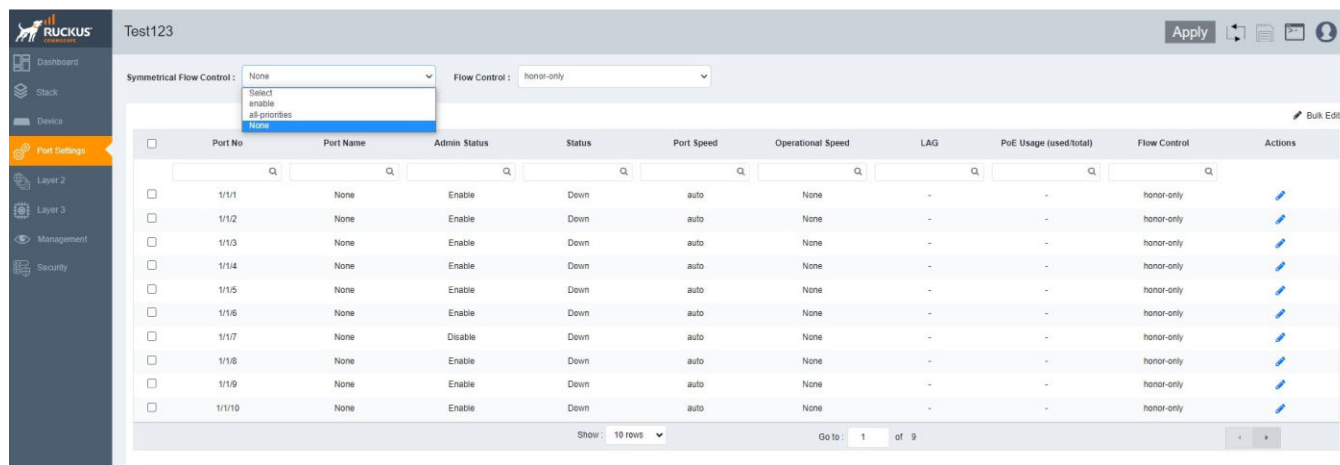 RUCKUS
COMMSCOPE
Test123
Apply
Dashboard
Stack
Device
Port Settings
Layer 2
Layer 3
Management
Security
Symmetrical Flow Control : None
Flow Control : honor-only
Select
enable
all-priorities
None
Bulk Edit
Port No Port Name Admin Status Status Port Speed Operational Speed LAG PoE Usage (used/total) Flow Control Actions
1/1/1 None Enable Down auto None - - honor-only
1/1/2 None Enable Down auto None - - honor-only
1/1/3 None Enable Down auto None - - honor-only
1/1/4 None Enable Down auto None - - honor-only
1/1/5 None Enable Down auto None - - honor-only
1/1/6 None Enable Down auto None - - honor-only
1/1/7 None Disable Down auto None - - honor-only
1/1/8 None Enable Down auto None - - honor-only
1/1/9 None Enable Down auto None - - honor-only
1/1/10 None Enable Down auto None - - honor-only
Show : 10 rows Go to : 1 of 9